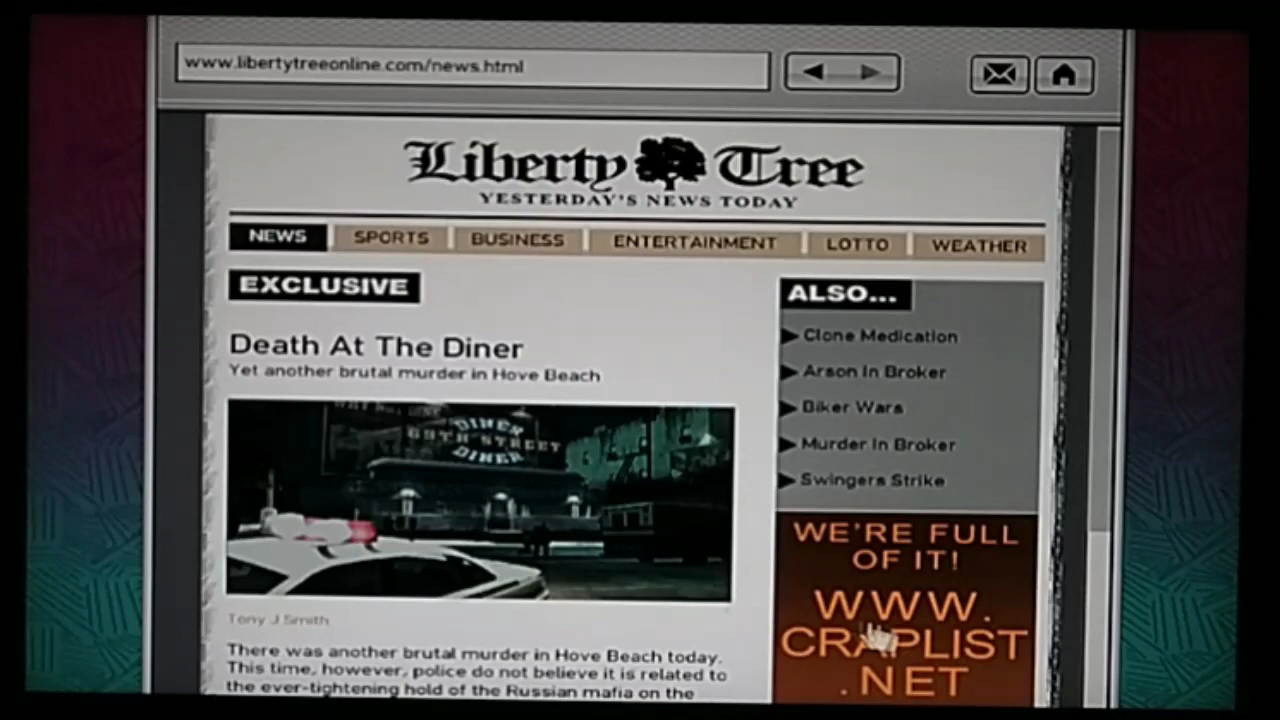 www.libertytreeonline.com/news.html
Liberty Tree
YESTERDAY'S NEWS TODAY
NEWS SPORTS BUSINESS ENTERTAINMENT LOTTO WEATHER
EXCLUSIVE
Death At The Diner
Yet another brutal murder in Hove Beach
DINER
69TH STREET
DINER
Tony J Smith
There was another brutal murder in Hove Beach today.
This time, however, police do not believe it is related to
the ever-tightening hold of the Russian mafia on the
ALSO...
Clone Medication
Arson In Broker
Biker Wars
Murder In Broker
Swingers Strike
WE'RE FULL
OF IT!
WWW.
CRAPLIST
.NET